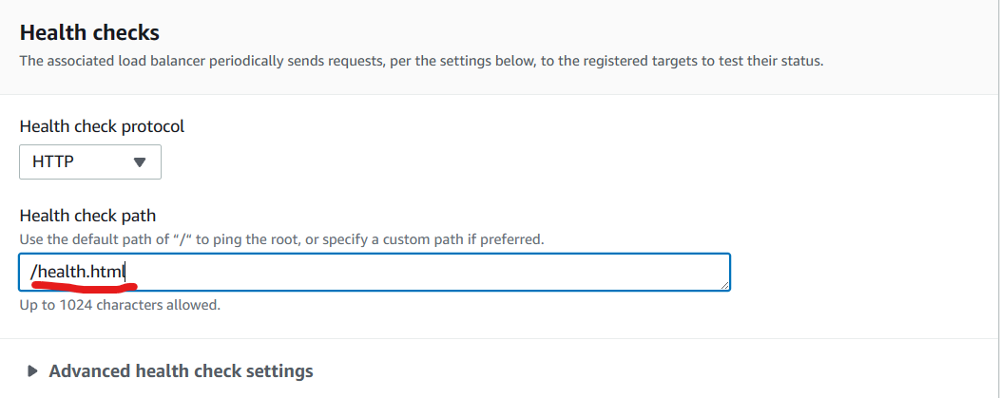 Health checks
The associated load balancer periodically sends requests, per the settings below, to the registered targets to test their status.
Health check protocol
HTTP
Health check path
Use the default path of “/“ to ping the root, or specify a custom path if preferred.
/health.html
Up to 1024 characters allowed.
Advanced health check settings